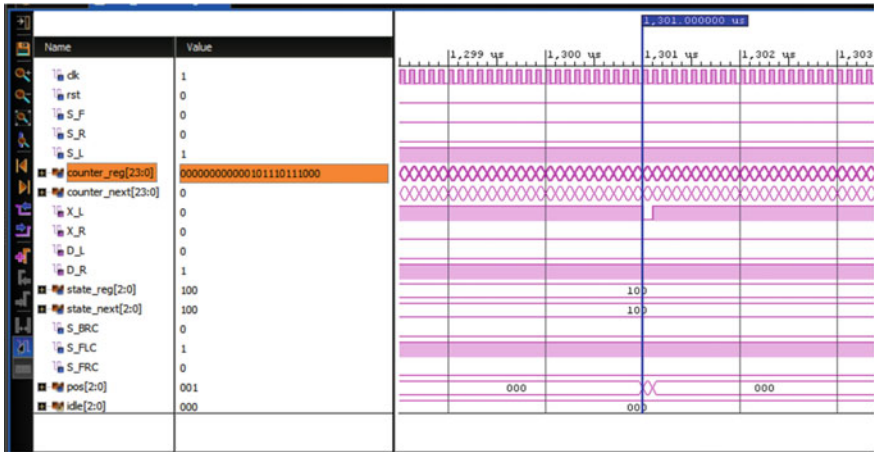 1,301.000000 us
Name Value
1,299 us 1,300 us 1,301 us 1,302 us 1,303
clk 1
rst 0
S_F 0
S_R 0
S_L 1
counter_reg[23:0] 000000000000101110111000
counter_next[23:0] 0
X_L 0
X_R 0
D_L 0
D_R 1
state_reg[2:0] 100 100
state_next[2:0] 100 100
S_BRC 0
S_FLC 1
S_FRC 0
pos[2:0] 001 000 000
idle[2:0] 000 000